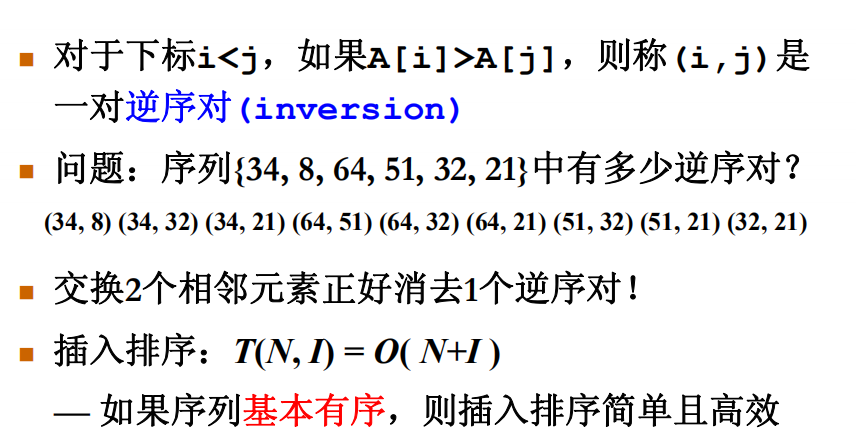 对于下标i<j，如果A[i]>A[j]，则称(i,j)是
一对逆序对(inversion)
问题：序列{34, 8, 64, 51, 32, 21}中有多少逆序对？
(34, 8) (34, 32) (34, 21) (64, 51) (64, 32) (64, 21) (51, 32) (51, 21) (32, 21)
交换2个相邻元素正好消去1个逆序对！
插入排序：T(N, I) = O( N+I )
— 如果序列基本有序，则插入排序简单且高效